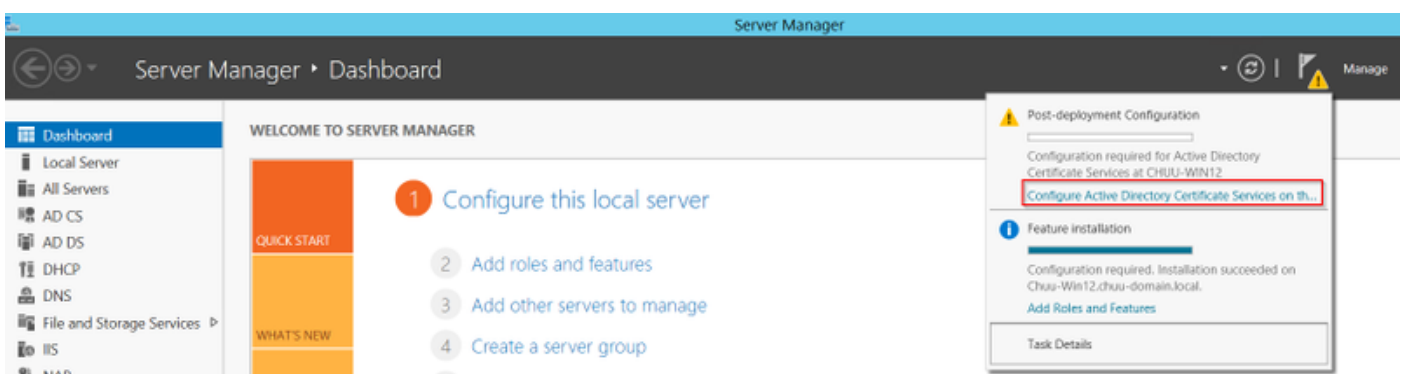 Server Manager
Server Manager • Dashboard
Manage
Dashboard
Local Server
All Servers
AD CS
AD DS
DHCP
DNS
File and Storage Services
IIS
NAP
WELCOME TO SERVER MANAGER
QUICK START
WHAT'S NEW
1 Configure this local server
2 Add roles and features
3 Add other servers to manage
4 Create a server group
Post-deployment Configuration
Configuration required for Active Directory
Certificate Services at CHUU-WIN12
Configure Active Directory Certificate Services on th...
Feature installation
Configuration required. Installation succeeded on
Chuu-Win12.chuu-domain.local.
Add Roles and Features
Task Details